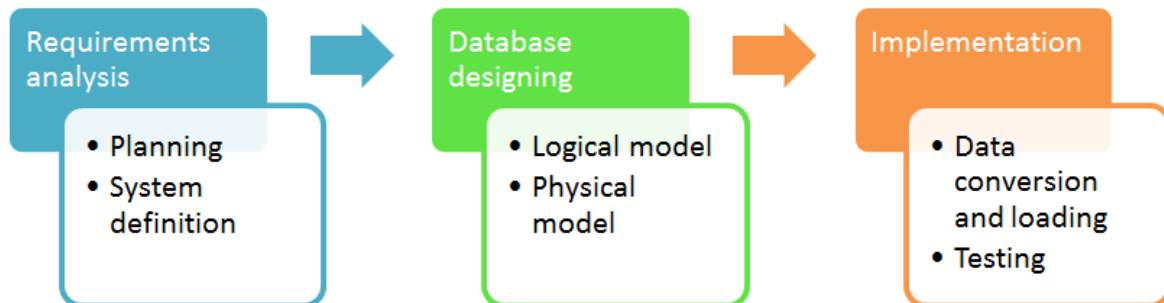 Requirements
analysis
• Planning
• System
definition
Database
designing
• Logical model
• Physical
model
Implementation
• Data
conversion
and loading
• Testing